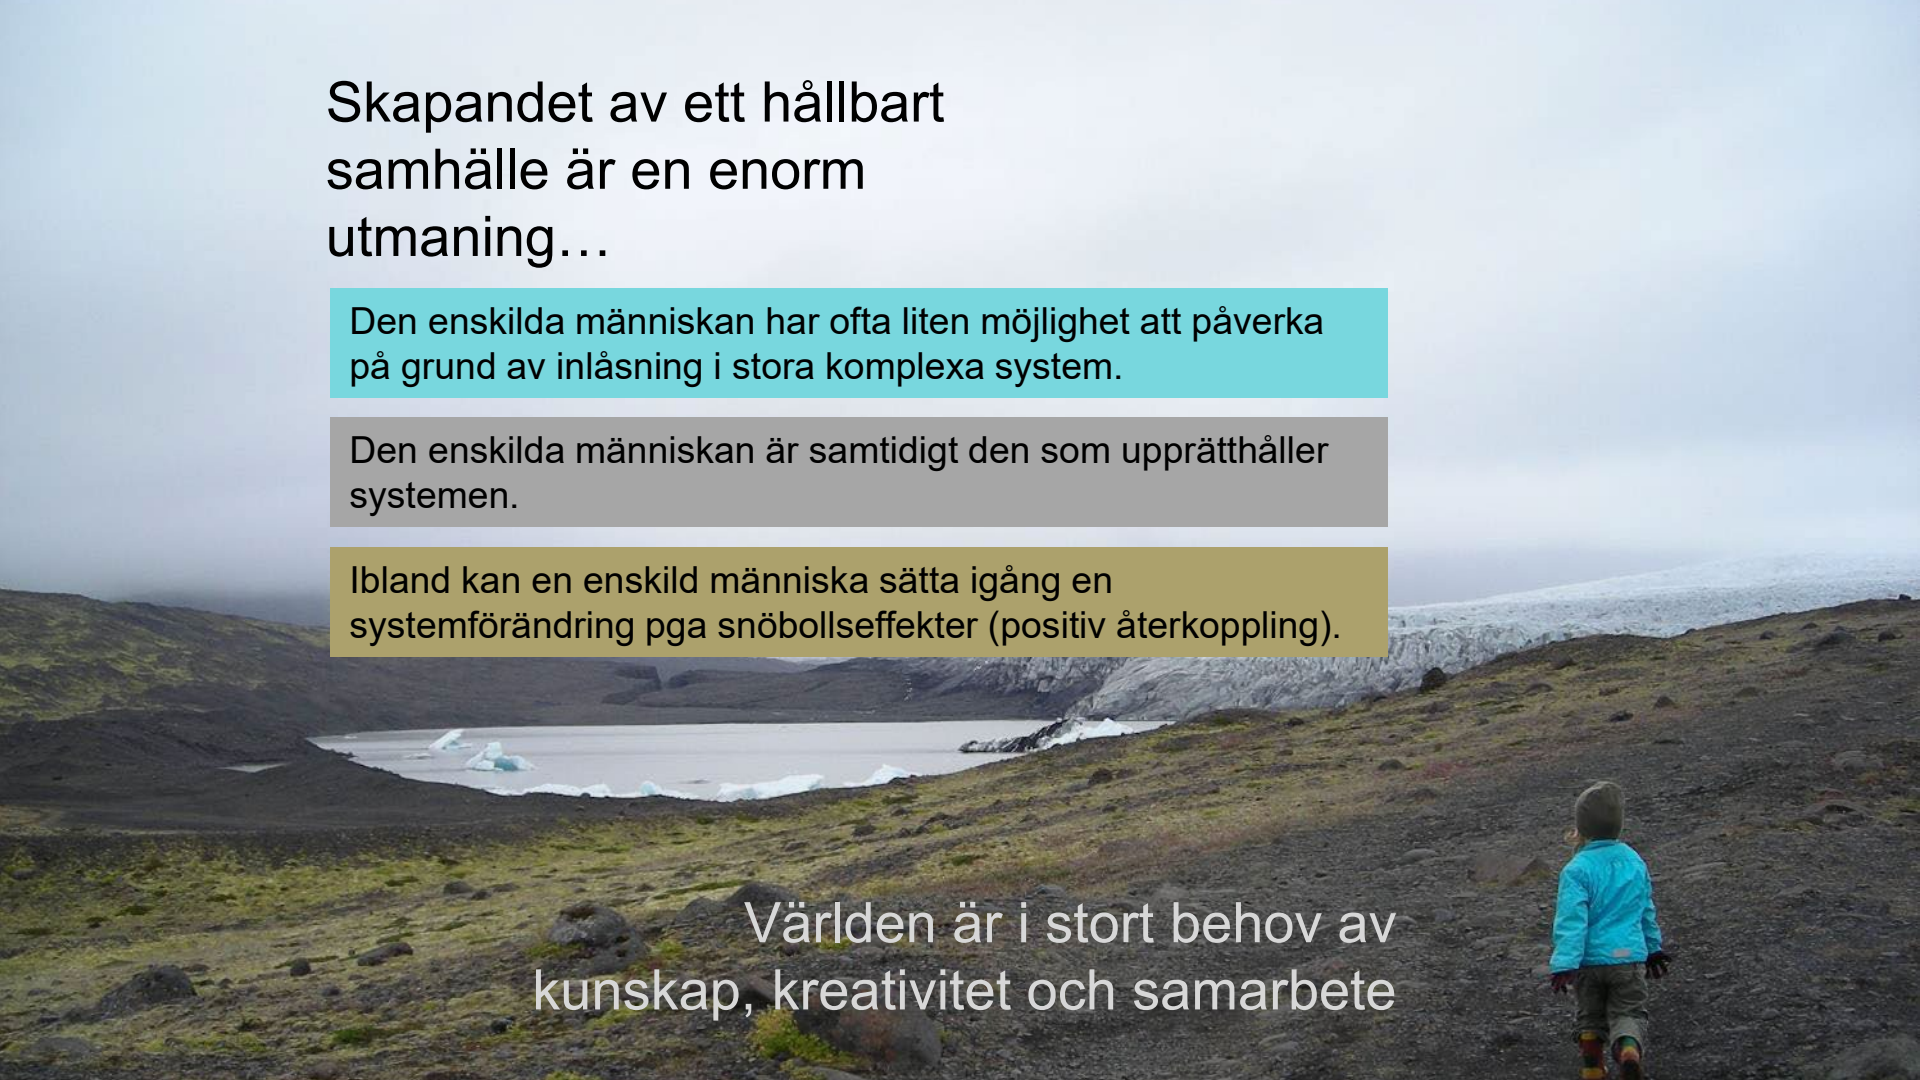 Skapandet av ett hållbart
samhälle är en enorm
utmaning…
Den enskilda människan har ofta liten möjlighet att påverka
på grund av inlåsning i stora komplexa system.
Den enskilda människan är samtidigt den som upprätthåller
systemen.
Ibland kan en enskild människa sätta igång en
systemförändring pga snöbollseffekter (positiv återkoppling).
Världen är i stort behov av
kunskap, kreativitet och samarbete